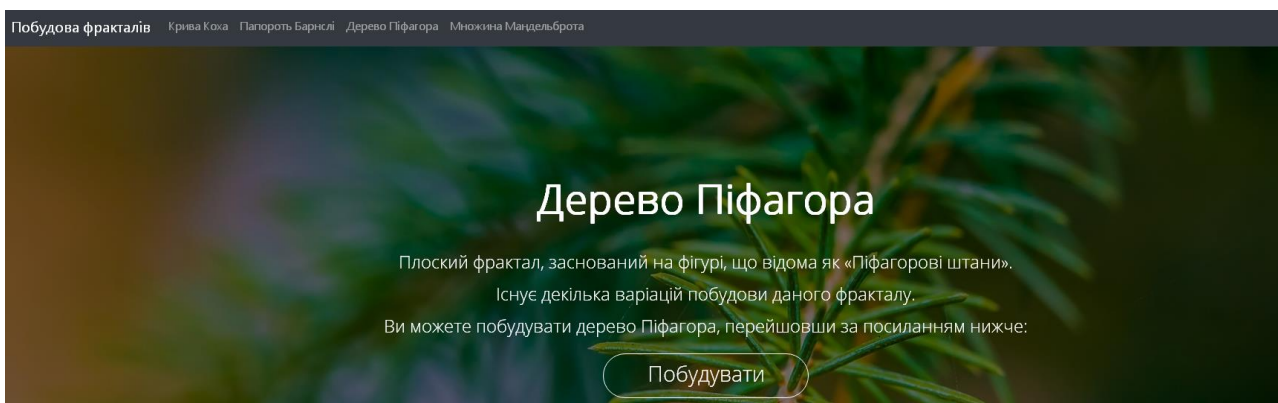 Побудова фракталів Крива Коха Папороть Барнслі Дерево Піфагора Множина Мандельброта
Дерево Піфагора
Плоский фрактал, заснований на фігурі, що відома як «Піфагорові штани».
Існує декілька варіацій побудови даного фракталу.
Ви можете побудувати дерево Піфагора, перейшовши за посиланням нижче:
Побудувати